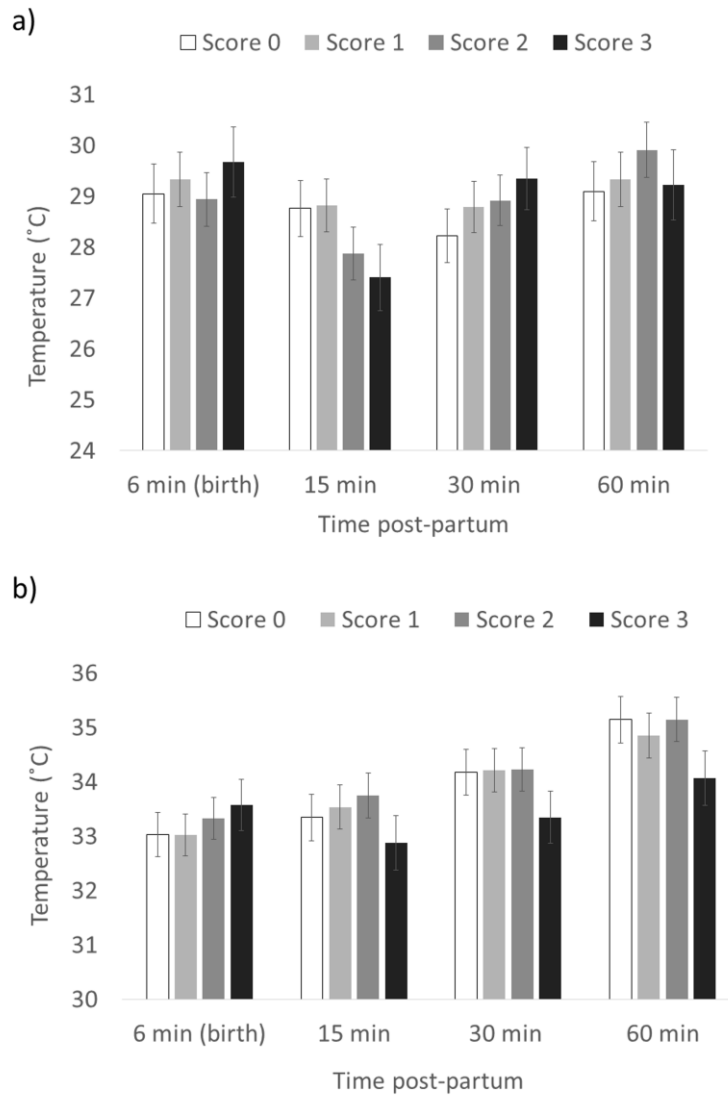 a)
Score 0 Score 1 Score 2 Score 3
31
30
29
28
27
26
25
24
Temperature (˚C)
6 min (birth) 15 min 30 min 60 min
Time post-partum
b)
Score 0 Score 1 Score 2 Score 3
36
35
34
33
32
31
30
Temperature (˚C)
6 min (birth) 15 min 30 min 60 min
Time post-partum